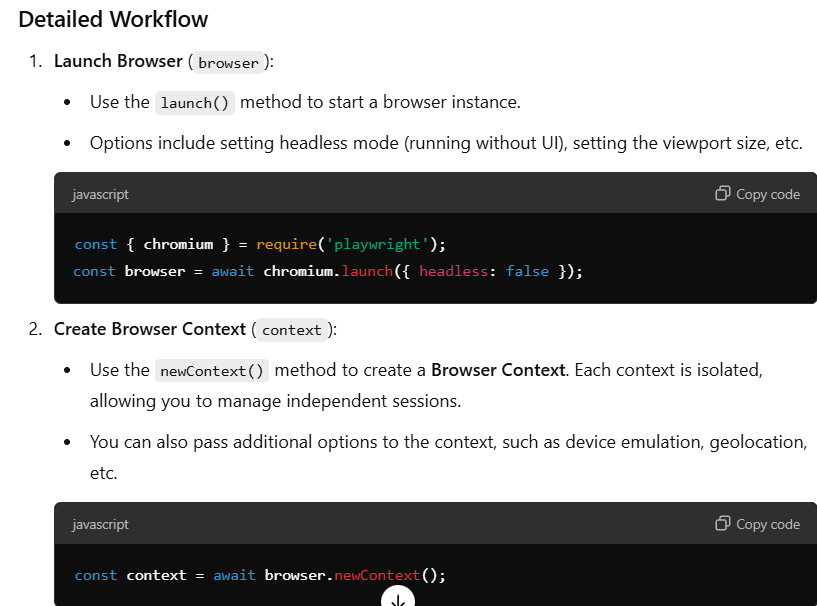 Detailed Workflow
1. Launch Browser ( browser ):
• Use the launch() method to start a browser instance.
• Options include setting headless mode (running without UI), setting the viewport size, etc.
javascript Copy code
const { chromium } = require('playwright');
const browser = await chromium.launch({ headless: false });
2. Create Browser Context ( context ):
• Use the newContext() method to create a Browser Context. Each context is isolated,
allowing you to manage independent sessions.
• You can also pass additional options to the context, such as device emulation, geolocation,
etc.
javascript Copy code
const context = await browser.newContext();